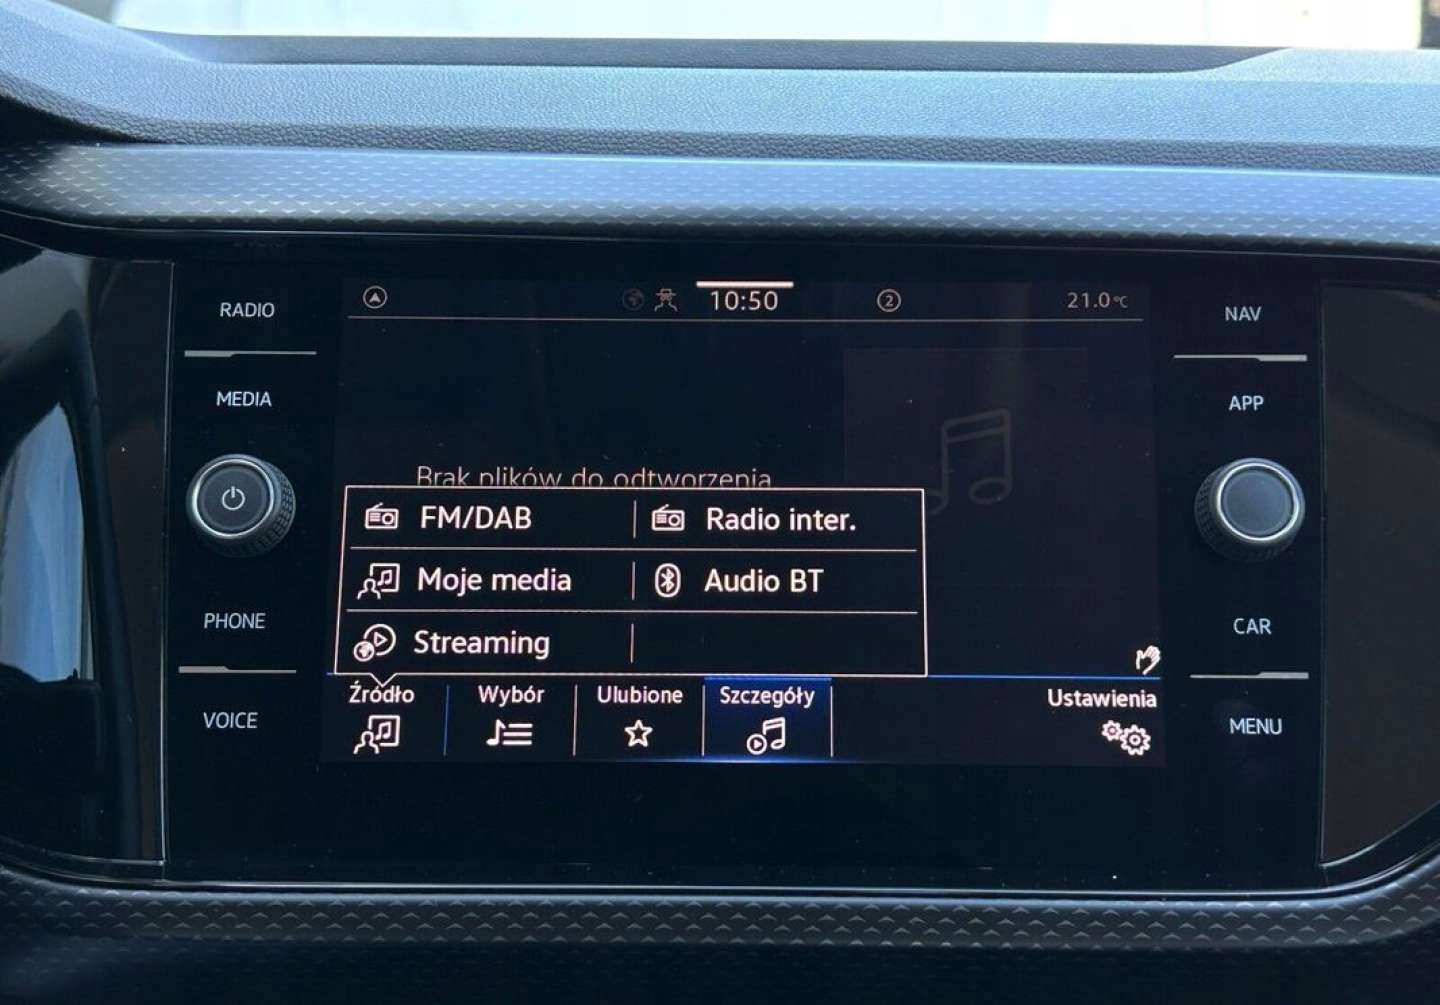 RADIO
MEDIA
PHONE
VOICE
10:50
2
21.0°C
Brak plików do odtworzenia
FM/DAB
Radio inter.
Moje media
Audio BT
Streaming
Źródło
Wybór
Ulubione
Szczegóły
Ustawienia
NAV
APP
CAR
MENU